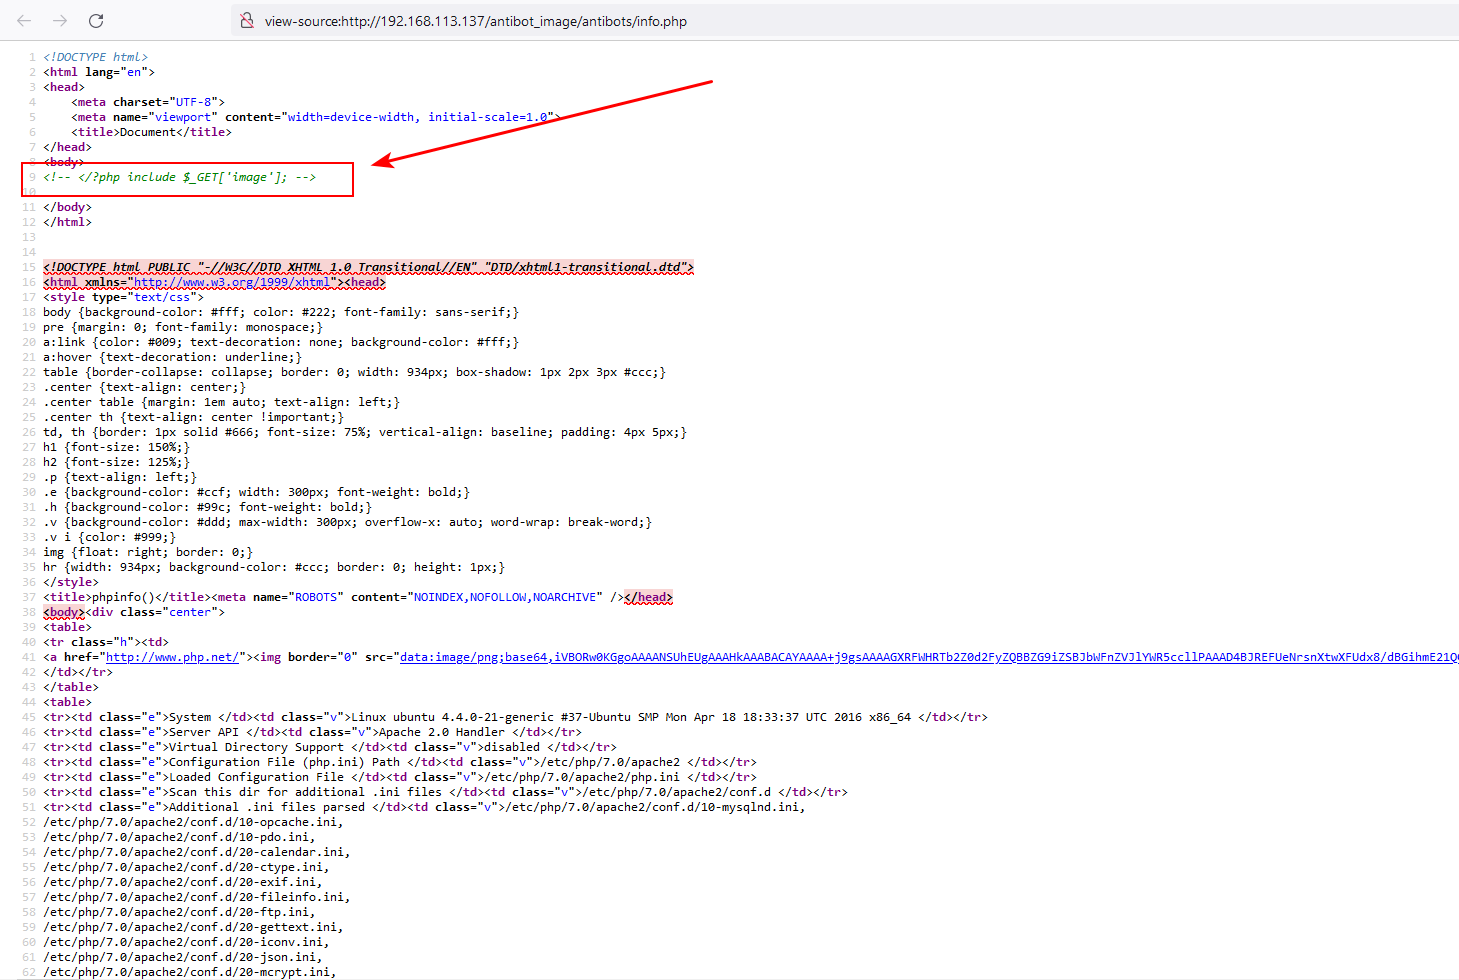 view-source:http://192.168.113.137/antibot_image/antibots/info.php
1 <!DOCTYPE html>
2 <html lang="en">
3 <head>
4     <meta charset="UTF-8">
5     <meta name="viewport" content="width=device-width, initial-scale=1.0">
6     <title>Document</title>
7 </head>
8 <body>
9 <!-- </?php include $_GET['image']; -->
10
11 </body>
12 </html>
13
14
15 <!DOCTYPE html PUBLIC "-//W3C//DTD XHTML 1.0 Transitional//EN" "DTD/xhtml1-transitional.dtd">
16 <html xmlns="http://www.w3.org/1999/xhtml"><head>
17 <style type="text/css">
18 body {background-color: #fff; color: #222; font-family: sans-serif;}
19 pre {margin: 0; font-family: monospace;}
20 a:link {color: #009; text-decoration: none; background-color: #fff;}
21 a:hover {text-decoration: underline;}
22 table {border-collapse: collapse; border: 0; width: 934px; box-shadow: 1px 2px 3px #ccc;}
23 .center {text-align: center;}
24 .center table {margin: 1em auto; text-align: left;}
25 .center th {text-align: center !important;}
26 td, th {border: 1px solid #666; font-size: 75%; vertical-align: baseline; padding: 4px 5px;}
27 h1 {font-size: 150%;}
28 h2 {font-size: 125%;}
29 .p {text-align: left;}
30 .e {background-color: #ccf; width: 300px; font-weight: bold;}
31 .h {background-color: #99c; font-weight: bold;}
32 .v {background-color: #ddd; max-width: 300px; overflow-x: auto; word-wrap: break-word;}
33 .v i {color: #999;}
34 img {float: right; border: 0;}
35 hr {width: 934px; background-color: #ccc; border: 0; height: 1px;}
36 </style>
37 <title>phpinfo()</title><meta name="ROBOTS" content="NOINDEX,NOFOLLOW,NOARCHIVE" /></head>
38 <body><div class="center">
39 <table>
40 <tr class="h"><td>
41 <a href="http://www.php.net/"><img border="0" src="data:image/png;base64,iVBORw0KGgoAAAANSUhEUgAAAHkAAABACAYAAAA+j9gsAAAAGXRFWHRTb2Z0d2FyZQBBZG9iZSBJbWFnZVJlYWR5ccllPAAAD4BJREFUeNrsnXtwXFUdx8/dBGihmE21Q
42 </td></tr>
43 </table>
44 <table>
45 <tr><td class="e">System </td><td class="v">Linux ubuntu 4.4.0-21-generic #37-Ubuntu SMP Mon Apr 18 18:33:37 UTC 2016 x86_64 </td></tr>
46 <tr><td class="e">Server API </td><td class="v">Apache 2.0 Handler </td></tr>
47 <tr><td class="e">Virtual Directory Support </td><td class="v">disabled </td></tr>
48 <tr><td class="e">Configuration File (php.ini) Path </td><td class="v">/etc/php/7.0/apache2 </td></tr>
49 <tr><td class="e">Loaded Configuration File </td><td class="v">/etc/php/7.0/apache2/php.ini </td></tr>
50 <tr><td class="e">Scan this dir for additional .ini files </td><td class="v">/etc/php/7.0/apache2/conf.d </td></tr>
51 <tr><td class="e">Additional .ini files parsed </td><td class="v">/etc/php/7.0/apache2/conf.d/10-mysqlnd.ini,
52 /etc/php/7.0/apache2/conf.d/10-opcache.ini,
53 /etc/php/7.0/apache2/conf.d/10-pdo.ini,
54 /etc/php/7.0/apache2/conf.d/20-calendar.ini,
55 /etc/php/7.0/apache2/conf.d/20-ctype.ini,
56 /etc/php/7.0/apache2/conf.d/20-exif.ini,
57 /etc/php/7.0/apache2/conf.d/20-fileinfo.ini,
58 /etc/php/7.0/apache2/conf.d/20-ftp.ini,
59 /etc/php/7.0/apache2/conf.d/20-gettext.ini,
60 /etc/php/7.0/apache2/conf.d/20-iconv.ini,
61 /etc/php/7.0/apache2/conf.d/20-json.ini,
62 /etc/php/7.0/apache2/conf.d/20-mcrypt.ini,